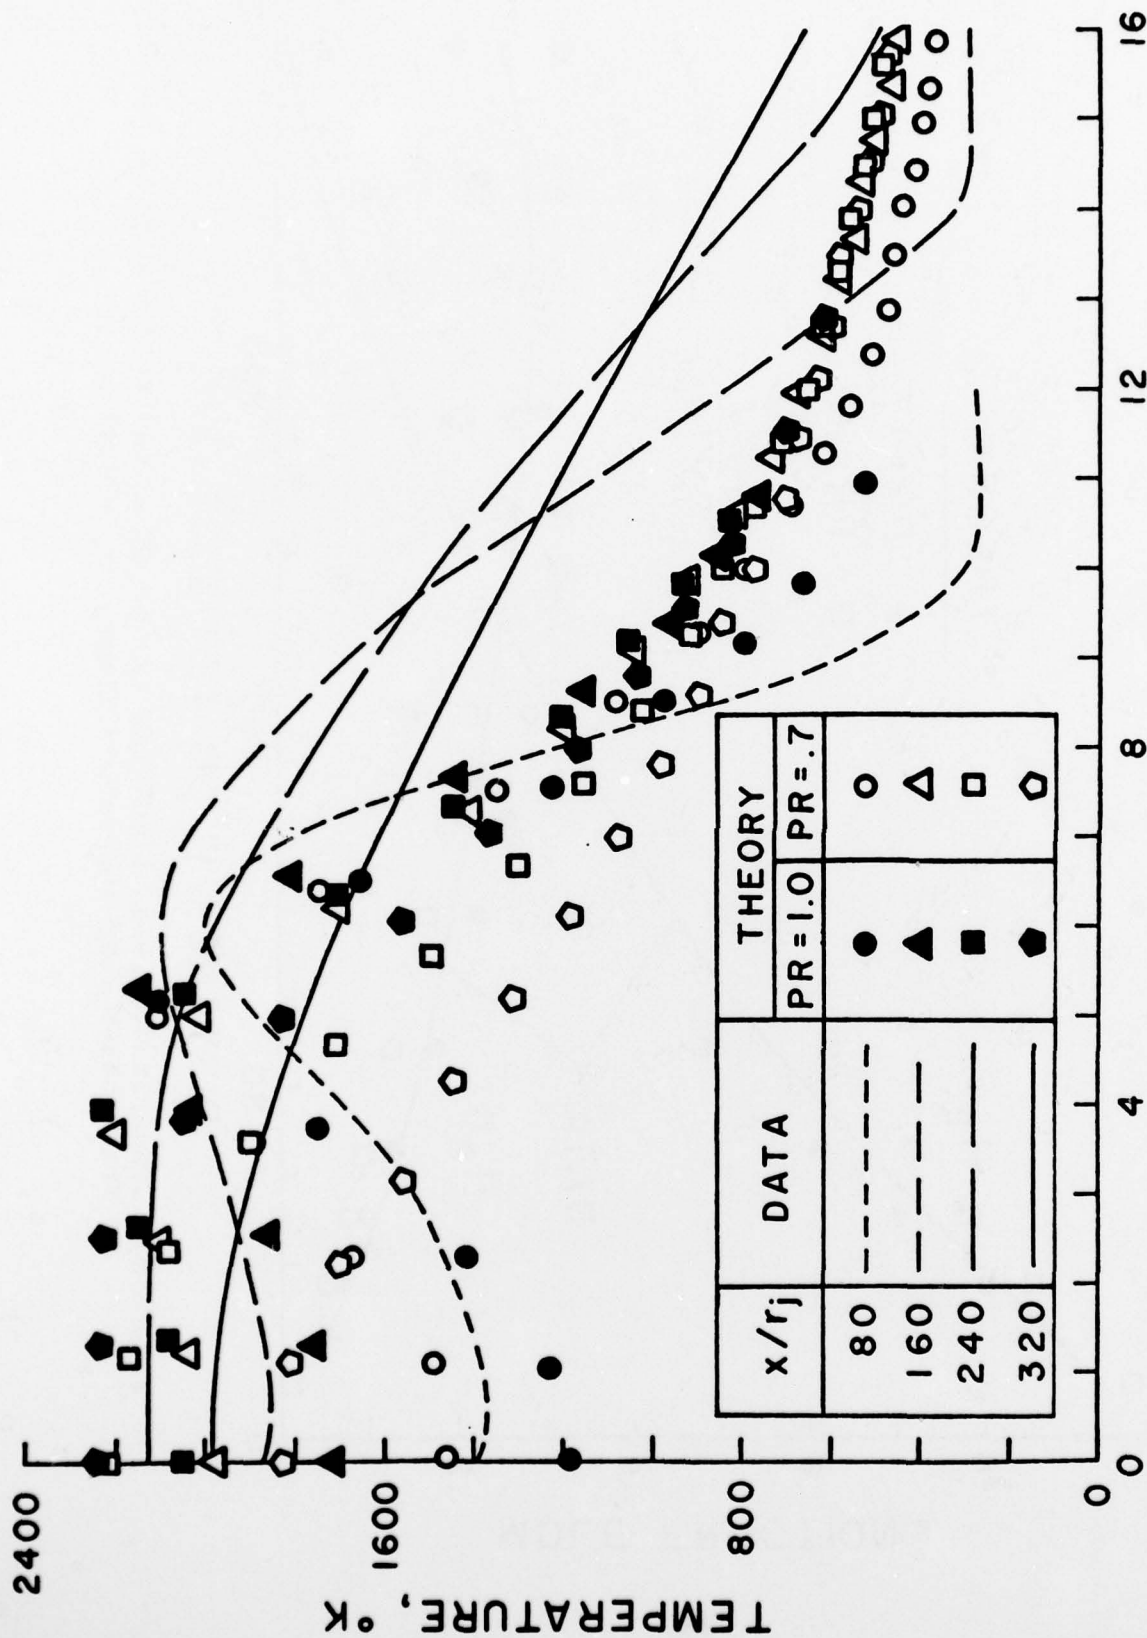 TEMPERATURE, °K
2400
1600
800
0
0 4 8 12 16
X/rj DATA THEORY
PR=1.0 PR=.7
80
160
240
320